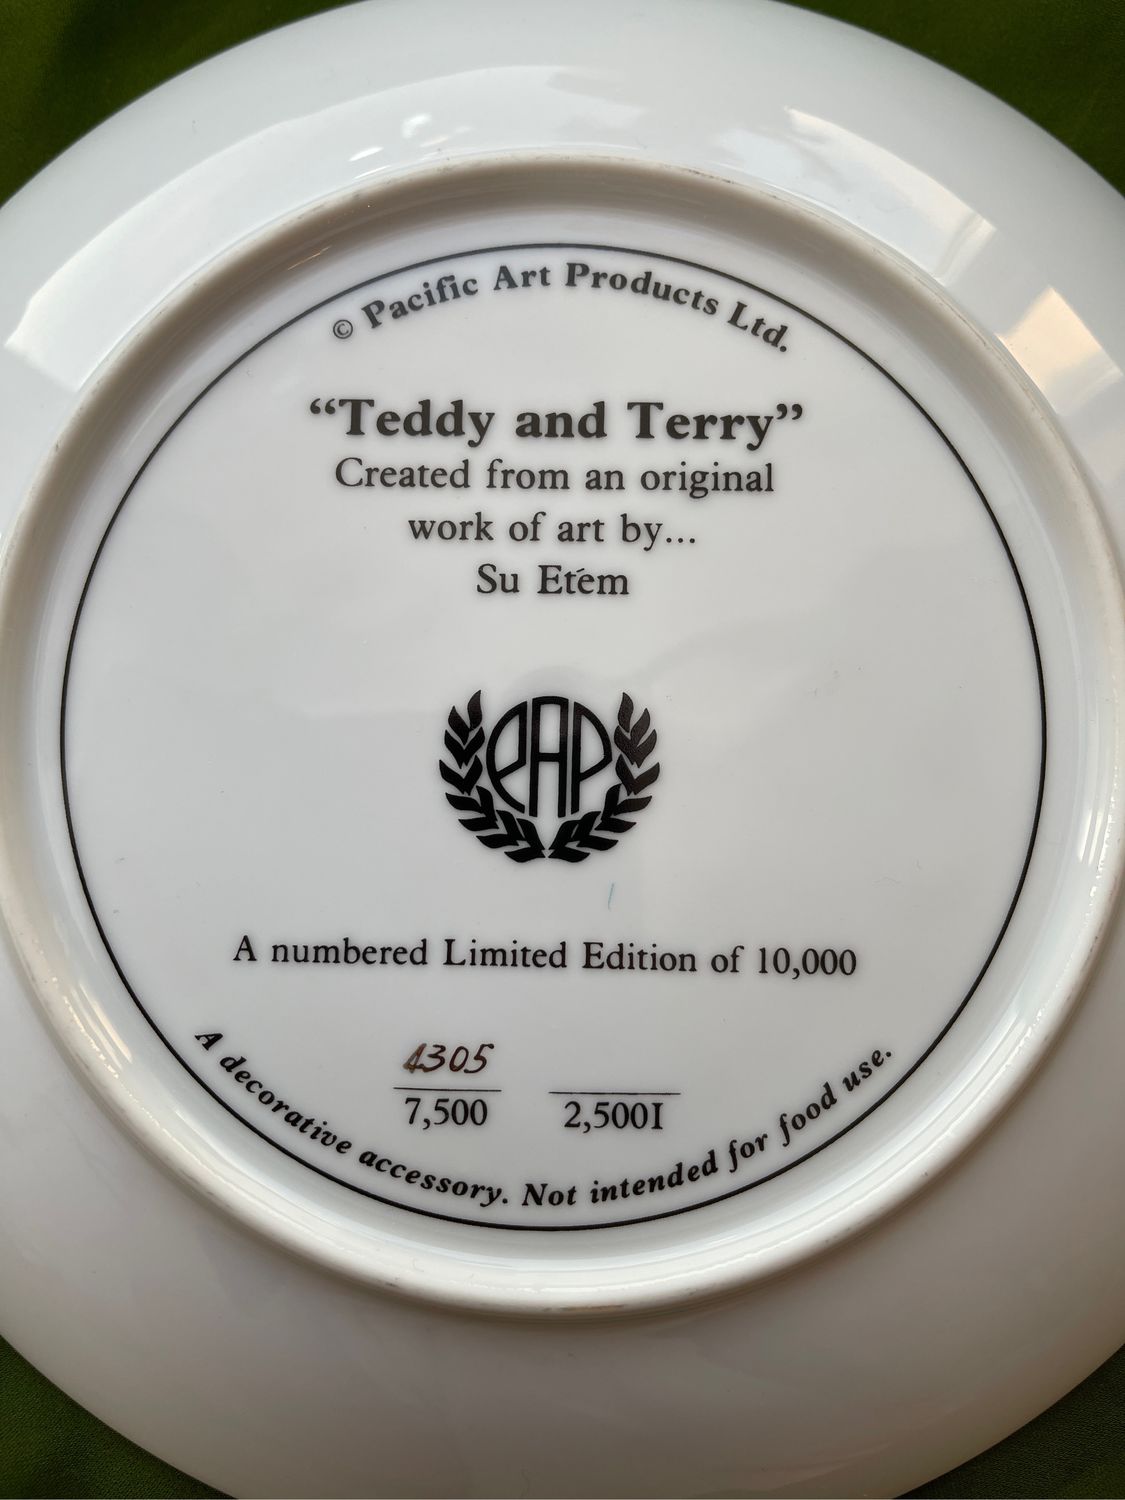 © Pacific Art Products Ltd.
“Teddy and Terry”
Created from an original
work of art by...
Su Etém
PAP
A numbered Limited Edition of 10,000
4305
7,500
2,500I
A decorative accessory. Not intended for food use.